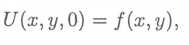 U(x, y, 0) = f(x, y),